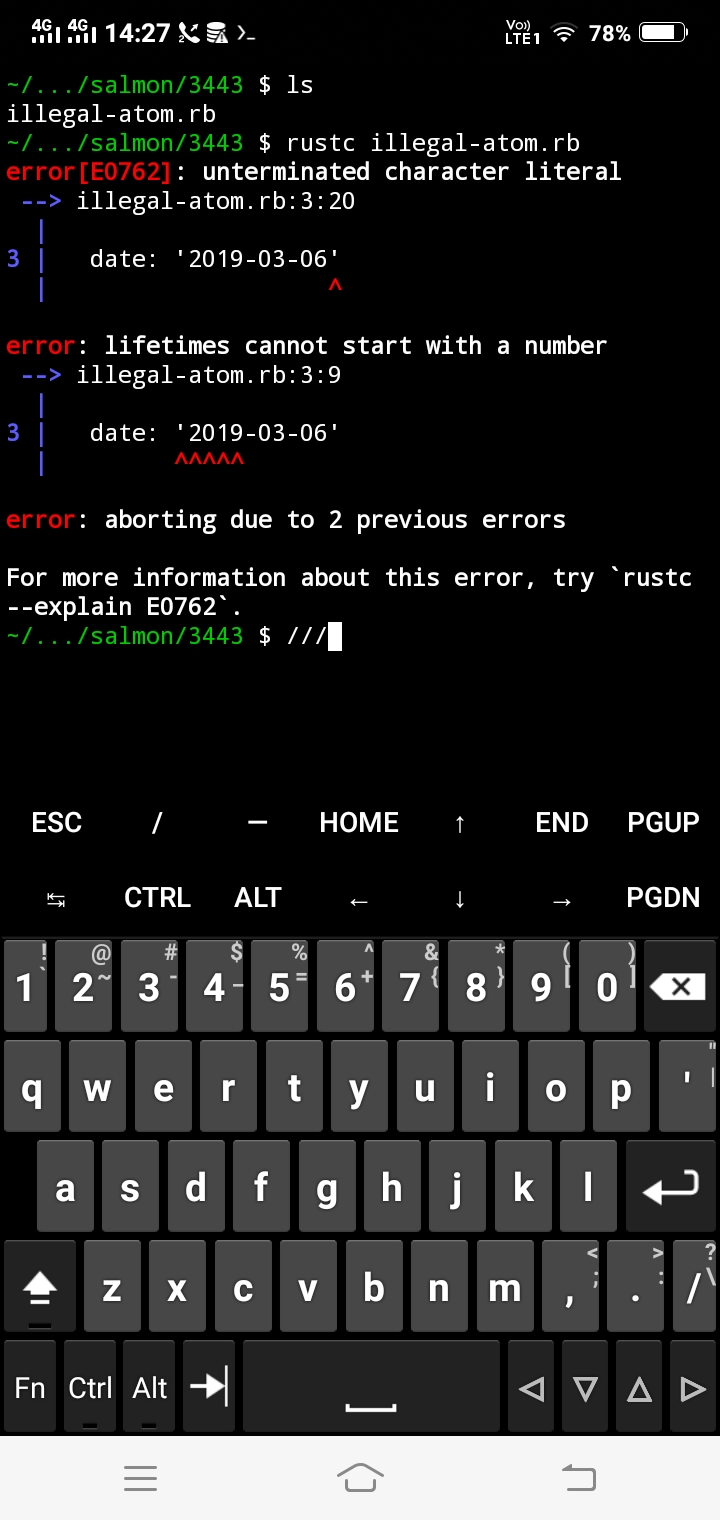 4G 4G 14:27 Vo)) LTE1 78%
~/.../salmon/3443 $ ls
illegal-atom.rb
~/.../salmon/3443 $ rustc illegal-atom.rb
error[E0762]: unterminated character literal
 --> illegal-atom.rb:3:20
  |
3 |   date: '2019-03-06'
  |                    ^
error: lifetimes cannot start with a number
 --> illegal-atom.rb:3:9
  |
3 |   date: '2019-03-06'
  |         ^^^^^
error: aborting due to 2 previous errors
For more information about this error, try `rustc
--explain E0762`.
~/.../salmon/3443 $ ///
ESC / — HOME ↑ END PGUP
↹ CTRL ALT ← ↓ → PGDN
! @ # $ % ^ & * ( )
1 ` 2 ~ 3 - 4 _ 5 = 6 + 7 { 8 } 9 [ 0 ]
q w e r t y u i o p ' " |
a s d f g h j k l
z x c v b n m , < ; . > : / ? \
Fn Ctrl Alt